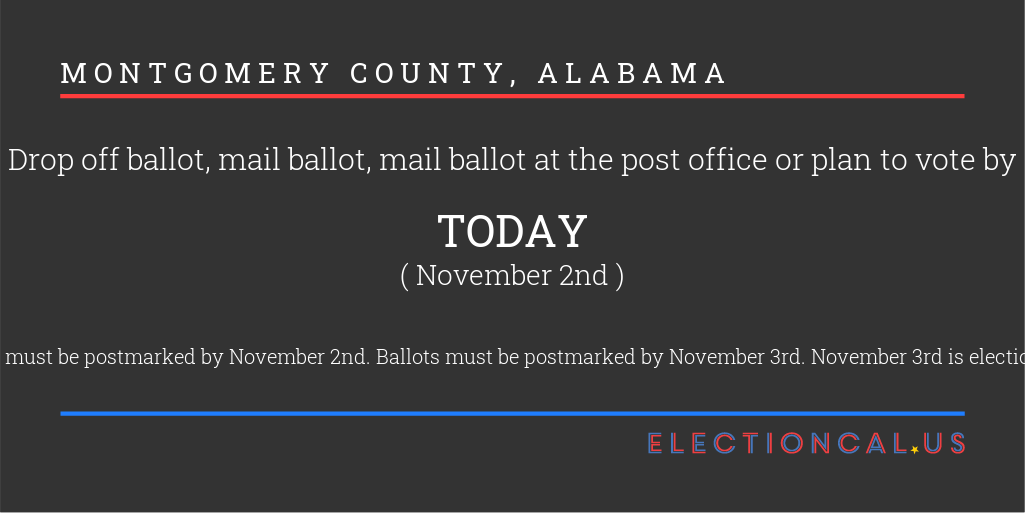 MONTGOMERY COUNTY, ALABAMA
Drop off ballot, mail ballot, mail ballot at the post office or plan to vote by
TODAY
( November 2nd )
must be postmarked by November 2nd. Ballots must be postmarked by November 3rd. November 3rd is
ELECTIONCAL.US